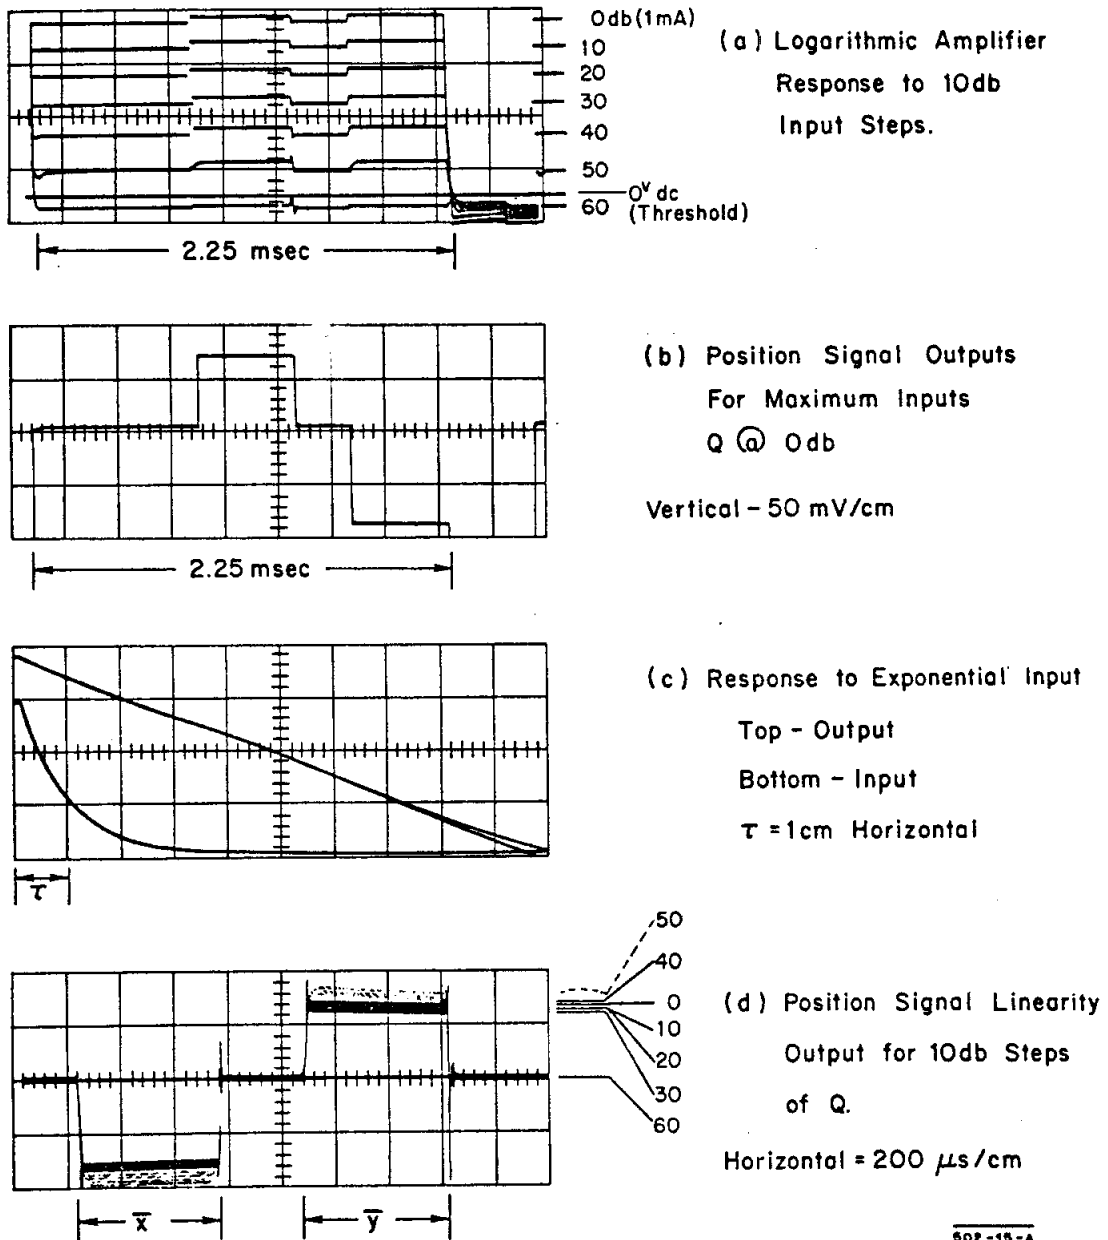 0db (1mA)
10
20
30
40
50
0ᵛ dc
60 (Threshold)
2.25 msec
(a) Logarithmic Amplifier
Response to 10db
Input Steps.
2.25 msec
(b) Position Signal Outputs
For Maximum Inputs
Q @ 0db
Vertical - 50 mV/cm
τ
(c) Response to Exponential Input
Top - Output
Bottom - Input
τ = 1cm Horizontal
x̅
y̅
50
40
0
10
20
30
60
(d) Position Signal Linearity
Output for 10db Steps
of Q.
Horizontal = 200 μs/cm
502-15-A